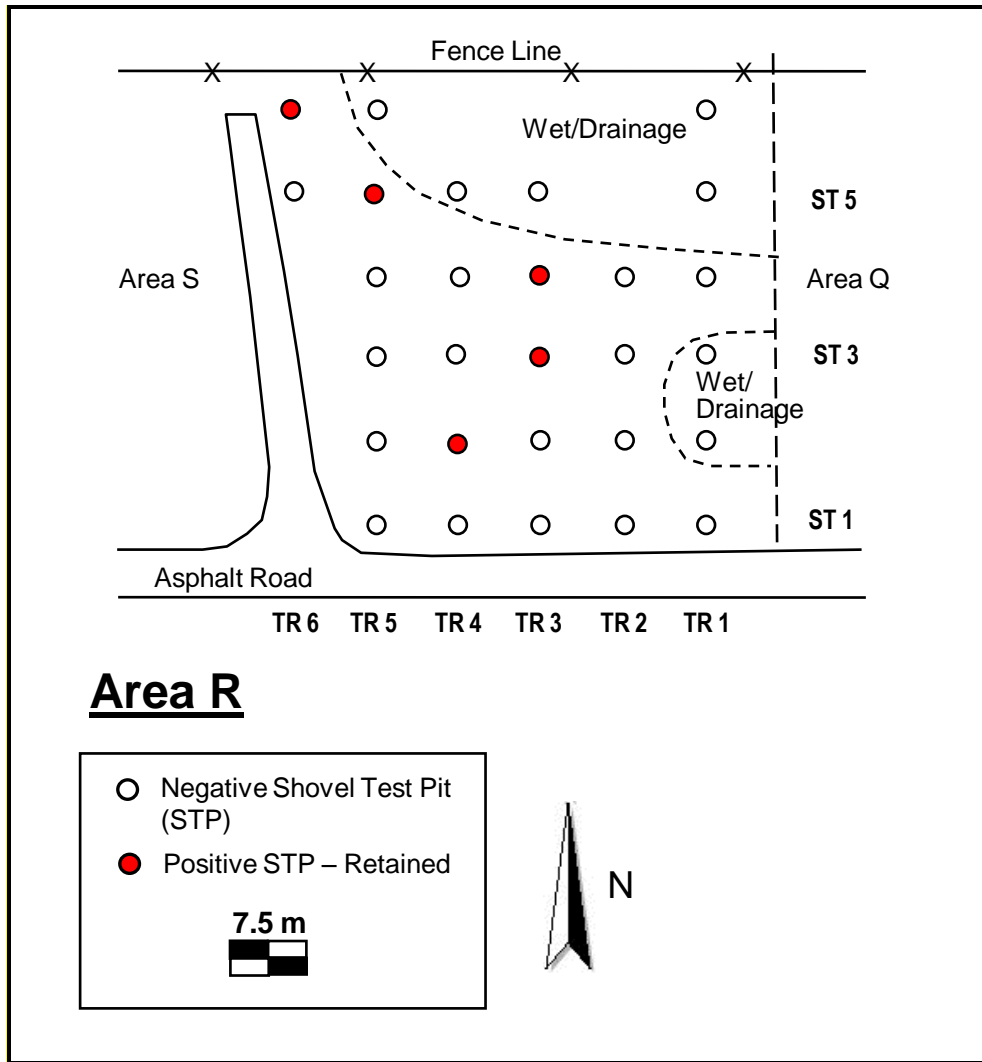 Fence Line
X X X X
Wet/Drainage
ST 5
Area S
Area Q
ST 3
Wet/
Drainage
ST 1
Asphalt Road
TR 6 TR 5 TR 4 TR 3 TR 2 TR 1
Area R
Negative Shovel Test Pit
(STP)
Positive STP – Retained
7.5 m
N